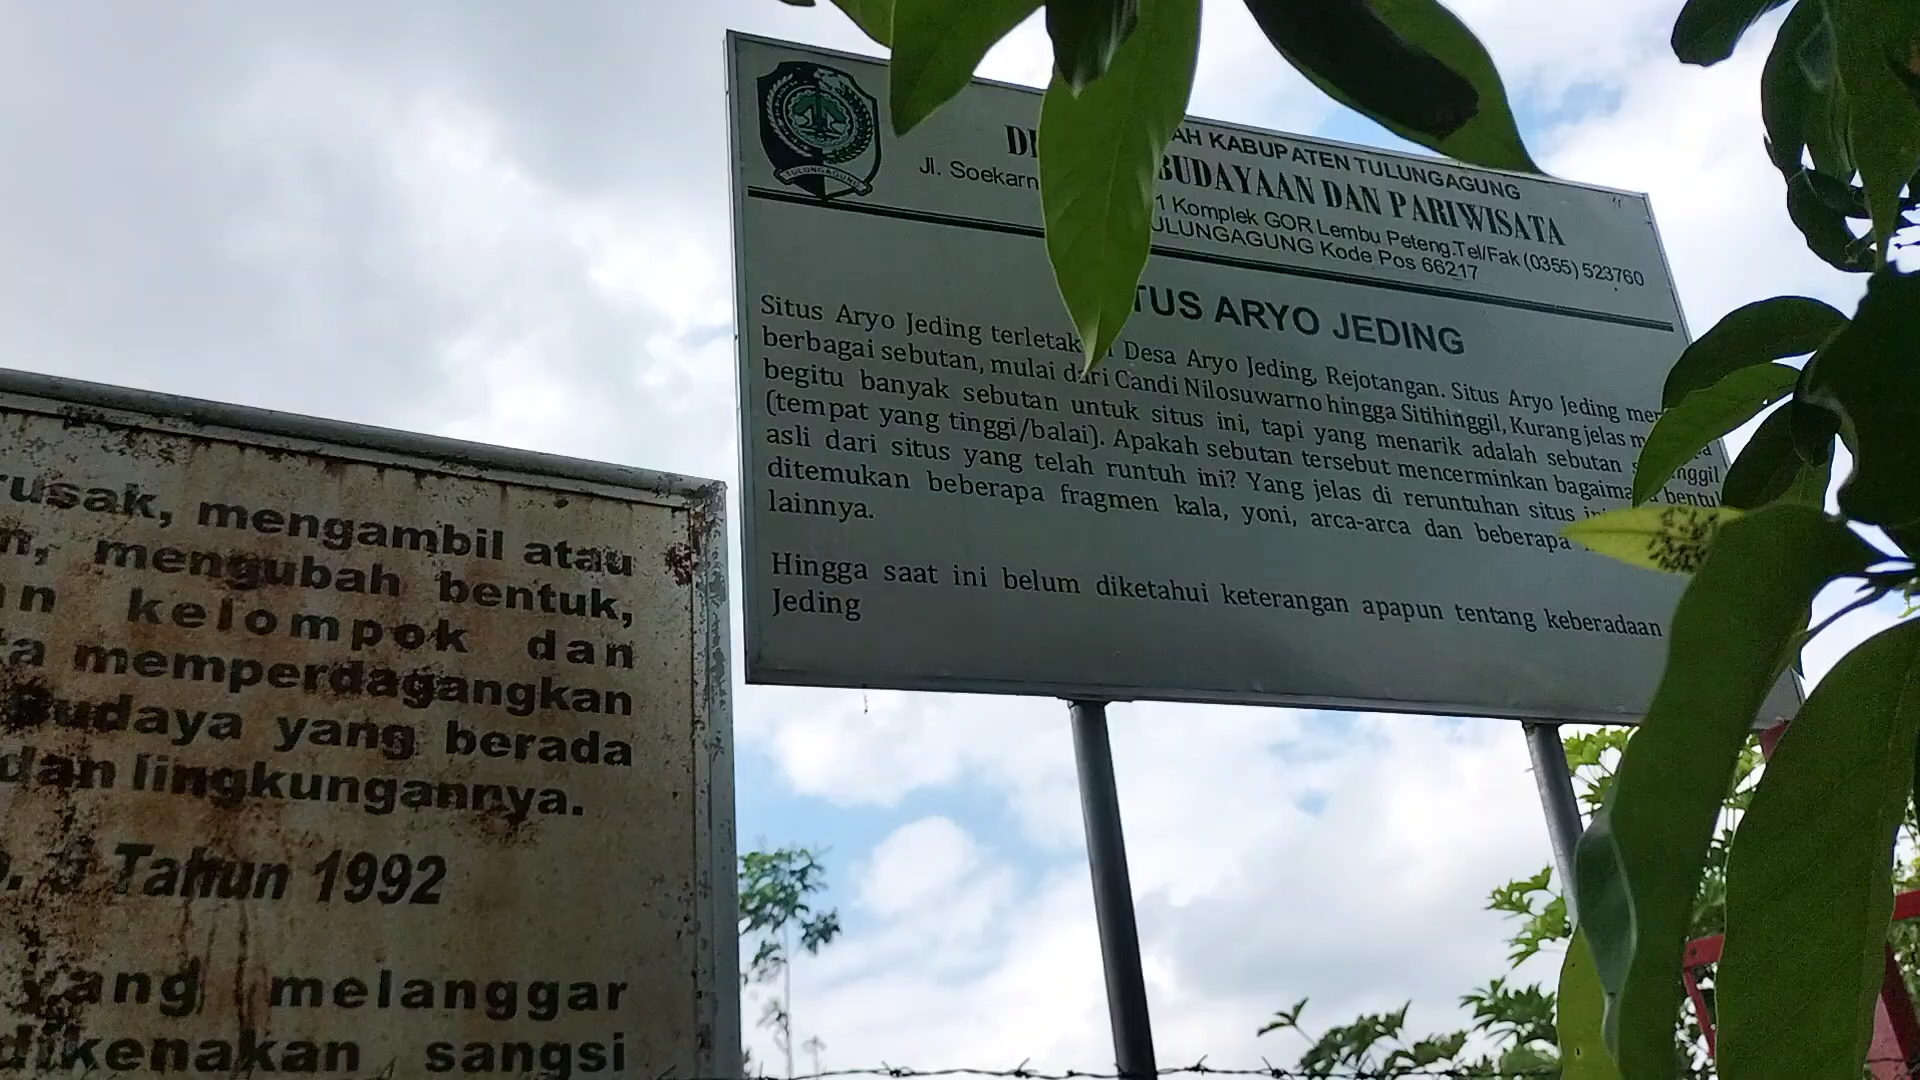 TULUNGAGUNG
AH KABUPATEN TULUNGAGUNG
BUDAYAAN DAN PARIWISATA
Jl. Soekarn 1 Komplek GOR Lembu Peteng.Tel/Fak (0355) 523760
ULUNGAGUNG Kode Pos 66217
TUS ARYO JEDING
Situs Aryo Jeding terletak Desa Aryo Jeding, Rejotangan. Situs Aryo Jeding
berbagai sebutan, mulai dari Candi Nilosuwarno hingga Sitihinggil, Kurang jelas
begitu banyak sebutan untuk situs ini, tapi yang menarik adalah sebutan
(tempat yang tinggi/balai). Apakah sebutan tersebut mencerminkan
asli dari situs yang telah runtuh ini? Yang jelas di reruntuhan situs
ditemukan beberapa fragmen kala, yoni, arca-arca dan beberapa
lainnya.
Hingga saat ini belum diketahui keterangan apapun tentang keberadaan
Jeding
rusak, mengambil atau
n, mengubah bentuk,
an kelompok dan
ta memperdagangkan
Budaya yang berada
dan lingkungannya.
Tahun 1992
yang melanggar
dikenakan sangsi